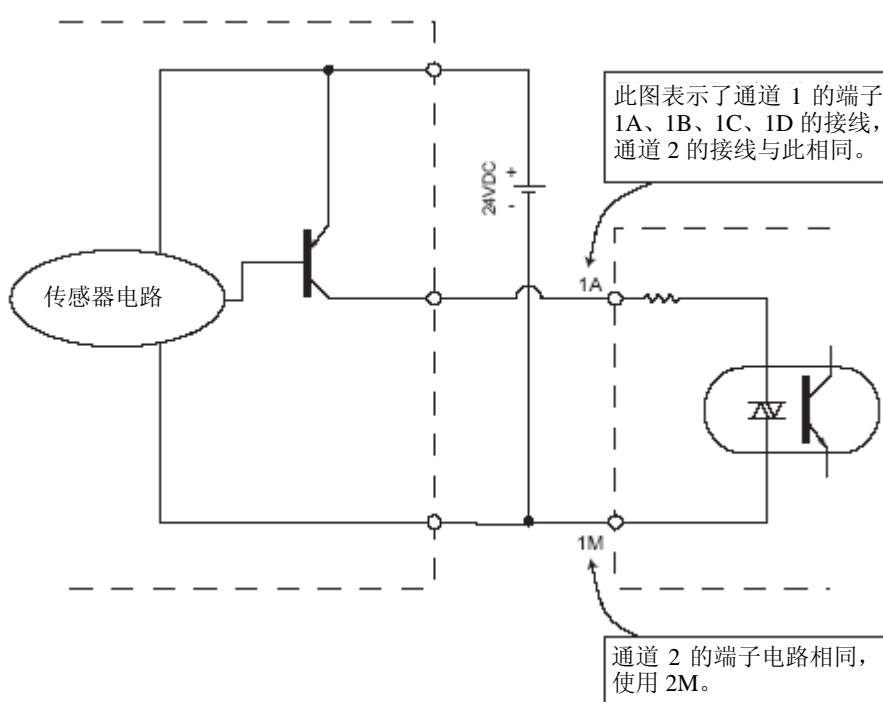 此图表示了通道 1 的端子
1A、1B、1C、1D 的接线，
通道 2 的接线与此相同。
24VDC
+
-
传感器电路
1A
1M
通道 2 的端子电路相同，
使用 2M。